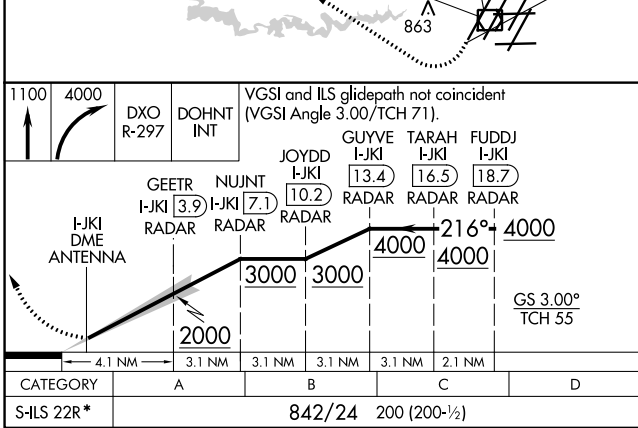 863
1100
4000
DXO
R-297
DOHNT
INT
VGSI and ILS glidepath not coincident
(VGSI Angle 3.00/TCH 71).
GUYVE
I-JKI
13.4
RADAR
TARAH
I-JKI
16.5
RADAR
FUDDJ
I-JKI
18.7
RADAR
JOYDD
I-JKI
10.2
RADAR
GEETR
I-JKI 3.9
RADAR
NUJNT
I-JKI 7.1
RADAR
I-JKI
DME
ANTENNA
216°
4000
4000
4000
3000
3000
2000
GS 3.00°
TCH 55
4.1 NM
3.1 NM
3.1 NM
3.1 NM
3.1 NM
2.1 NM
CATEGORY
A
B
C
D
S-ILS 22R*
842/24 200 (200-½)